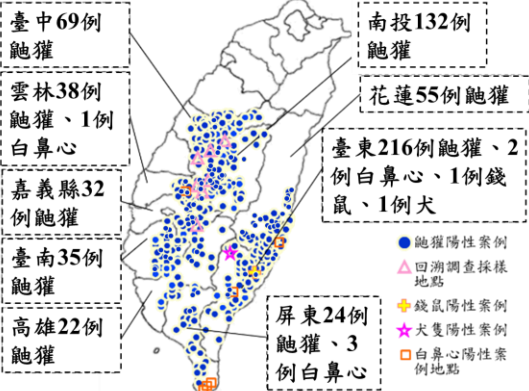 臺中69例
鼬獾
南投132例
鼬獾
雲林38例
鼬獾、1例
白鼻心
花蓮55例鼬獾
臺東216例鼬獾、2
例白鼻心、1例錢
鼠、1例犬
嘉義縣32
例鼬獾
臺南35例
鼬獾
高雄22例
鼬獾
屏東24例
鼬獾、3
例白鼻心
鼬獾陽性案例
回溯調查採樣
地點
錢鼠陽性案例
犬隻陽性案例
白鼻心陽性案
例地點